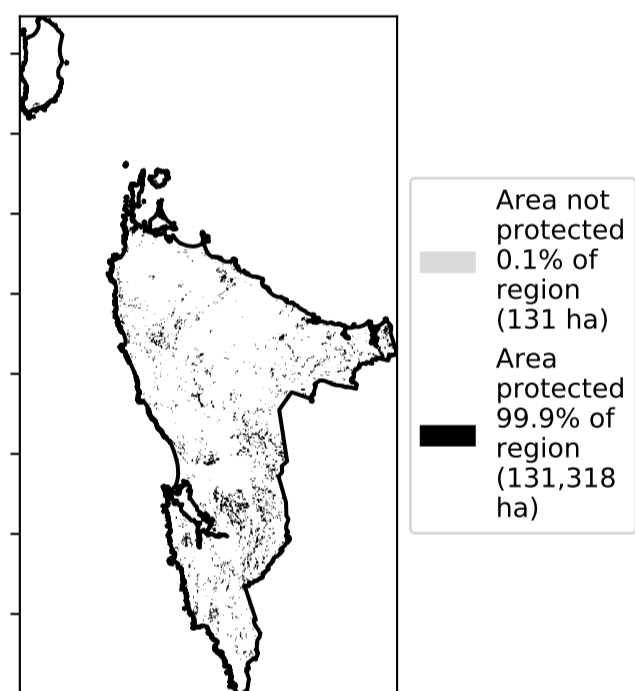 Area not
protected
0.1% of
region
(131 ha)
Area
protected
99.9% of
region
(131,318
ha)